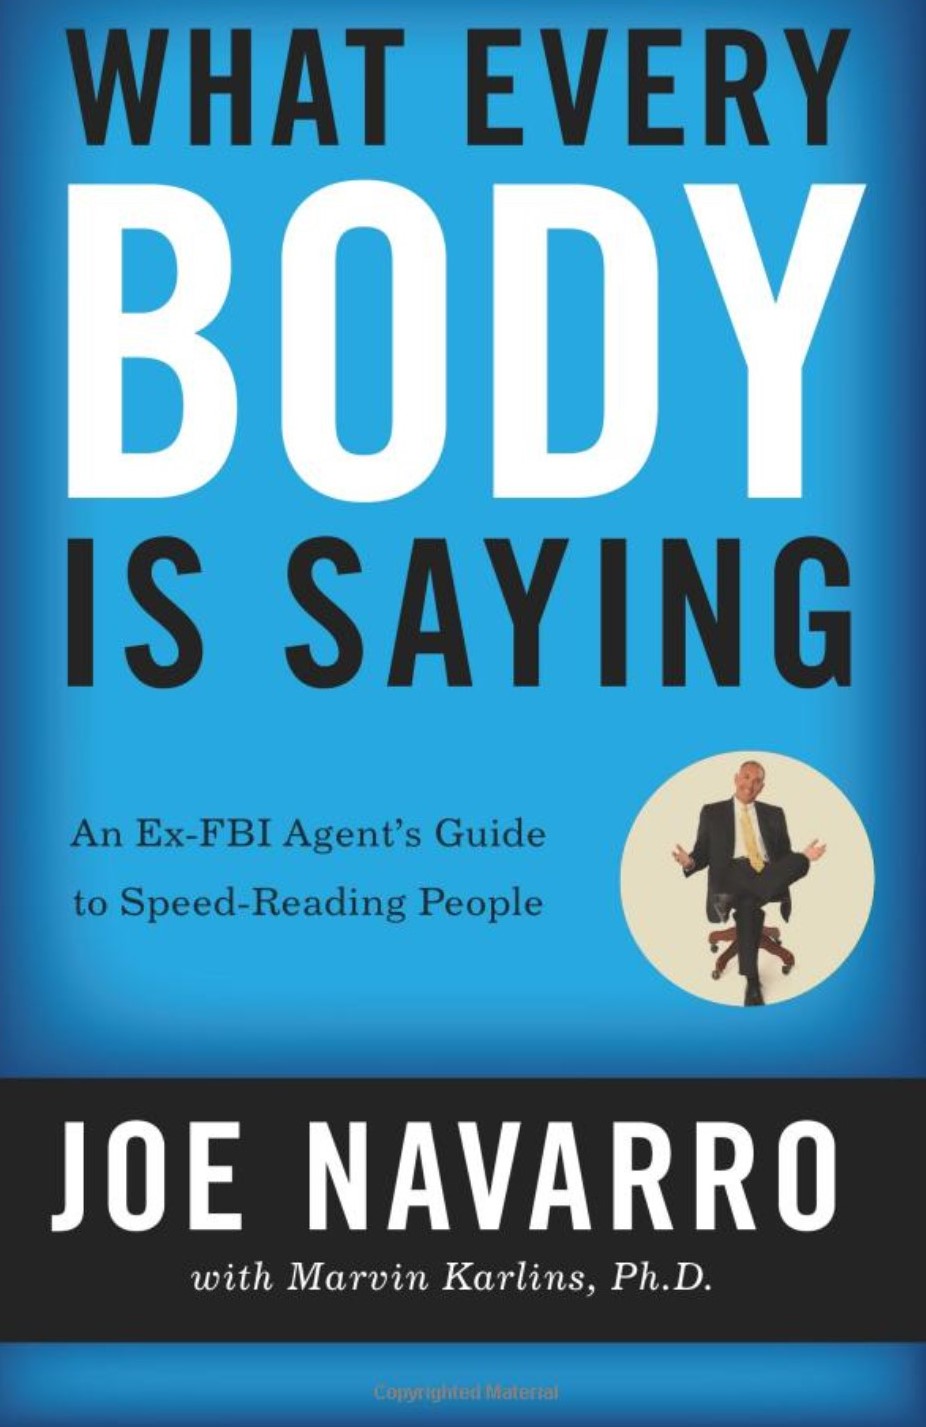 WHAT EVERY
BODY
IS SAYING
An Ex-FBI Agent's Guide
to Speed-Reading People
JOE NAVARRO
with Marvin Karlins, Ph.D.
Copyrighted Material